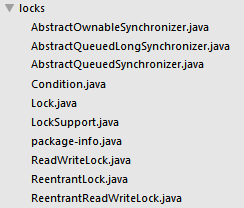 locks
AbstractOwnableSynchronizer.java
AbstractQueuedLongSynchronizer.java
AbstractQueuedSynchronizer.java
Condition.java
Lock.java
LockSupport.java
package-info.java
ReadWriteLock.java
ReentrantLock.java
ReentrantReadWriteLock.java